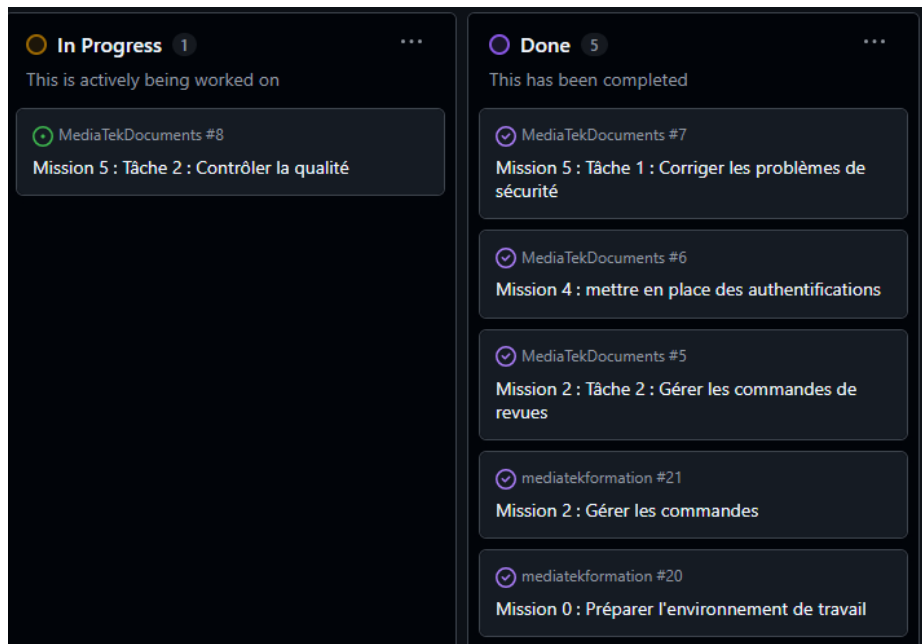 In Progress 1 ...
This is actively being worked on
MediaTekDocuments #8
Mission 5 : Tâche 2 : Contrôler la qualité
Done 5 ...
This has been completed
MediaTekDocuments #7
Mission 5 : Tâche 1 : Corriger les problèmes de
sécurité
MediaTekDocuments #6
Mission 4 : mettre en place des authentifications
MediaTekDocuments #5
Mission 2 : Tâche 2 : Gérer les commandes de
revues
mediatekformation #21
Mission 2 : Gérer les commandes
mediatekformation #20
Mission 0 : Préparer l'environnement de travail